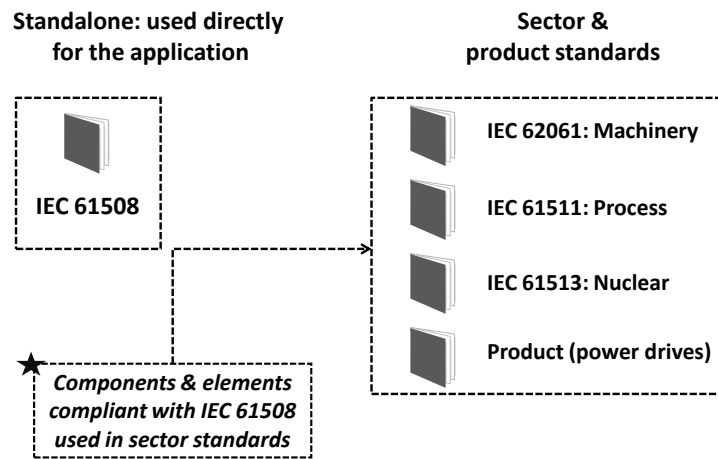 Standalone: used directly
for the application
IEC 61508
Components & elements
compliant with IEC 61508
used in sector standards
Sector &
product standards
IEC 62061: Machinery
IEC 61511: Process
IEC 61513: Nuclear
Product (power drives)